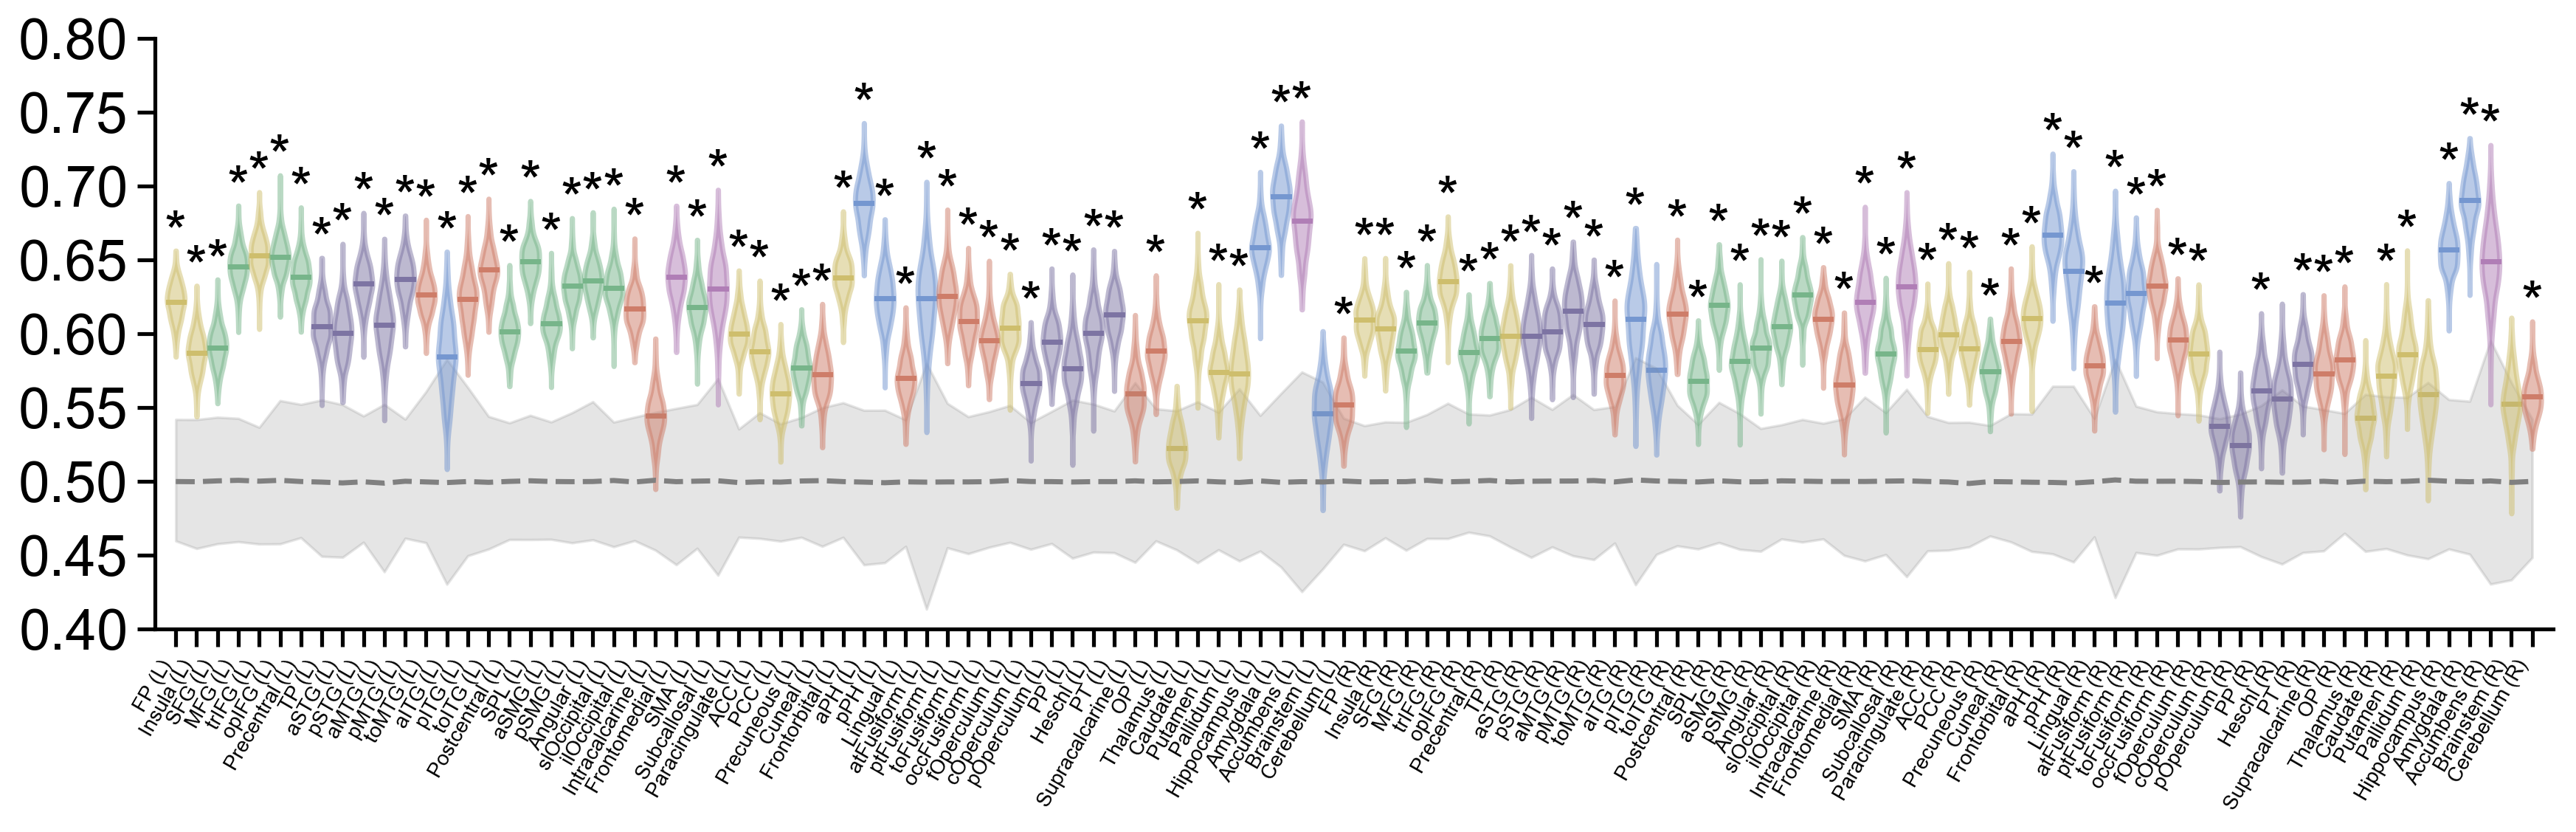 0.80
0.75
0.70
0.65
0.60
0.55
0.50
0.45
0.40
FP (L)
Insula (L)
SFG (L)
MFG (L)
trIFG (L)
opIFG (L)
Precentral (L)
TP (L)
aSTG (L)
pSTG (L)
aMTG (L)
pMTG (L)
toMTG (L)
aITG (L)
pITG (L)
toITG (L)
Postcentral (L)
SPL (L)
aSMG (L)
pSMG (L)
Angular (L)
slOccipital (L)
ilOccipital (L)
Intracalcarine (L)
Frontomedial (L)
SMA (L)
Subcallosal (L)
Paracingulate (L)
ACC (L)
PCC (L)
Precuneous (L)
Cuneal (L)
Frontorbital (L)
aPH (L)
pPH (L)
Lingual (L)
atFusiform (L)
ptFusiform (L)
toFusiform (L)
occFusiform (L)
fOperculum (L)
cOperculum (L)
pOperculum (L)
PP (L)
Heschl (L)
PT (L)
Supracalcarine (L)
OP (L)
Thalamus (L)
Caudate (L)
Putamen (L)
Pallidum (L)
Hippocampus (L)
Amygdala (L)
Accumbens (L)
Brainstem (L)
Cerebellum (L)
FP (R)
Insula (R)
SFG (R)
MFG (R)
trIFG (R)
opIFG (R)
Precentral (R)
TP (R)
aSTG (R)
pSTG (R)
aMTG (R)
pMTG (R)
toMTG (R)
aITG (R)
pITG (R)
toITG (R)
Postcentral (R)
SPL (R)
aSMG (R)
pSMG (R)
Angular (R)
slOccipital (R)
ilOccipital (R)
Intracalcarine (R)
Frontomedial (R)
SMA (R)
Subcallosal (R)
Paracingulate (R)
ACC (R)
PCC (R)
Precuneous (R)
Cuneal (R)
Frontorbital (R)
aPH (R)
pPH (R)
Lingual (R)
atFusiform (R)
ptFusiform (R)
toFusiform (R)
occFusiform (R)
fOperculum (R)
cOperculum (R)
pOperculum (R)
PP (R)
Heschl (R)
PT (R)
Supracalcarine (R)
OP (R)
Thalamus (R)
Caudate (R)
Putamen (R)
Pallidum (R)
Hippocampus (R)
Amygdala (R)
Accumbens (R)
Brainstem (R)
Cerebellum (R)